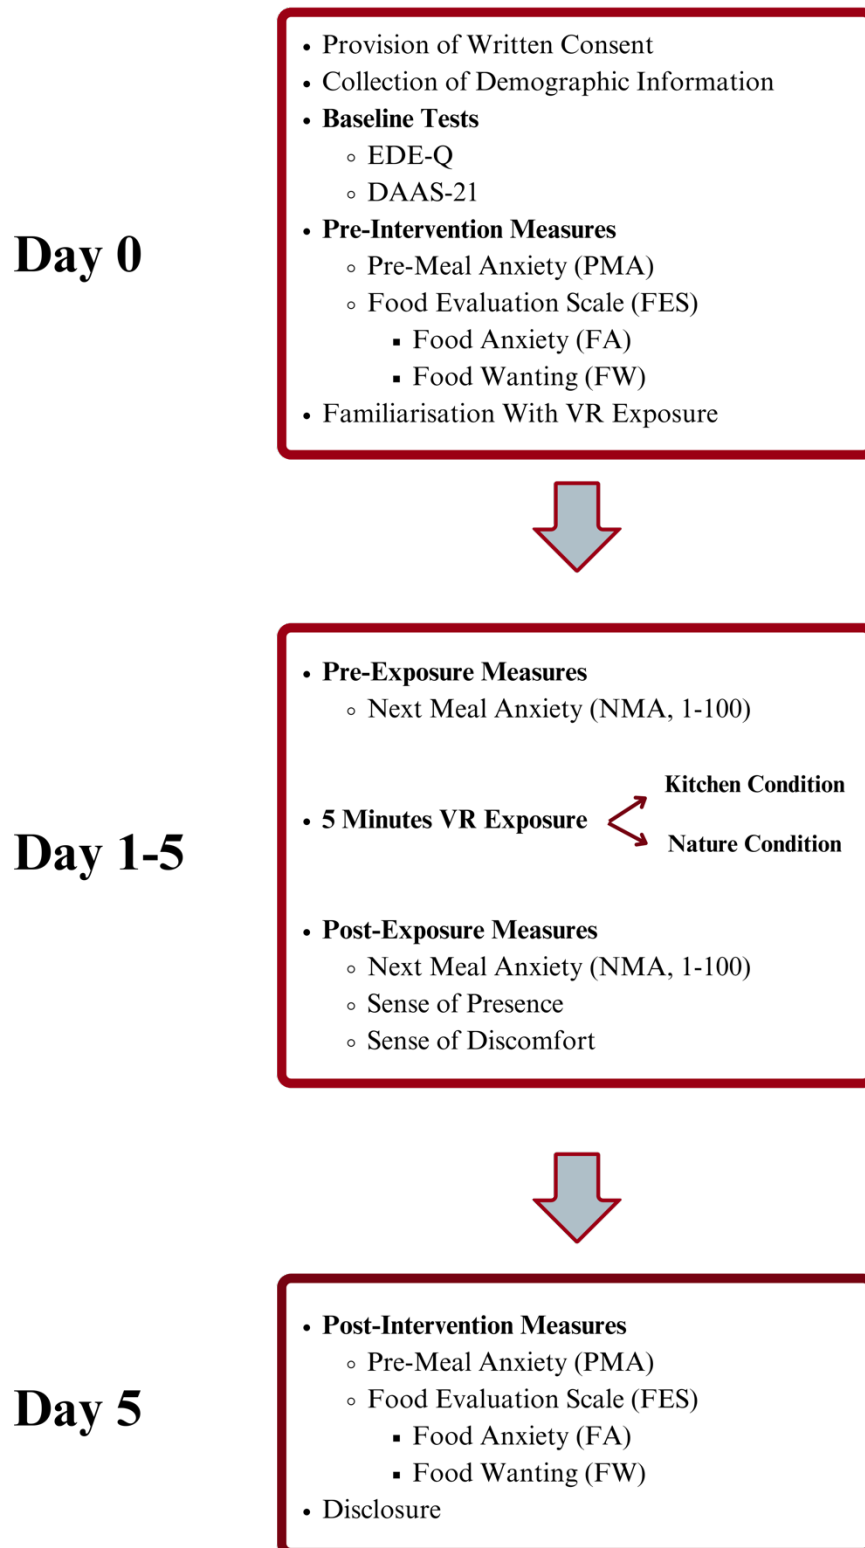 Day 0
• Provision of Written Consent
• Collection of Demographic Information
• Baseline Tests
◦ EDE-Q
◦ DAAS-21
• Pre-Intervention Measures
◦ Pre-Meal Anxiety (PMA)
◦ Food Evaluation Scale (FES)
▪ Food Anxiety (FA)
▪ Food Wanting (FW)
• Familiarisation With VR Exposure
Day 1-5
• Pre-Exposure Measures
◦ Next Meal Anxiety (NMA, 1-100)
• 5 Minutes VR Exposure
Kitchen Condition
Nature Condition
• Post-Exposure Measures
◦ Next Meal Anxiety (NMA, 1-100)
◦ Sense of Presence
◦ Sense of Discomfort
Day 5
• Post-Intervention Measures
◦ Pre-Meal Anxiety (PMA)
◦ Food Evaluation Scale (FES)
▪ Food Anxiety (FA)
▪ Food Wanting (FW)
• Disclosure